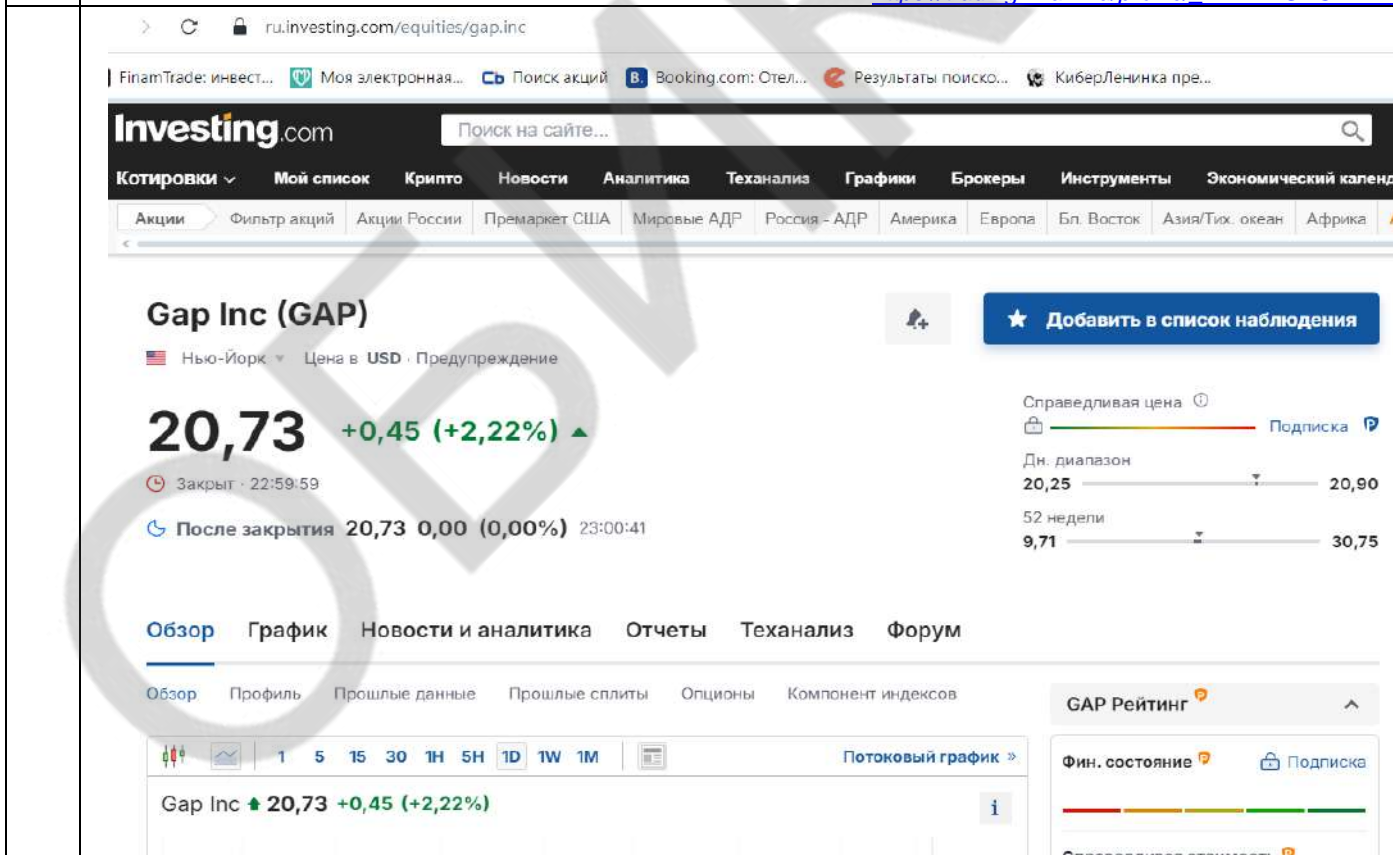 ru.investing.com/equities/gap.inc
FinamTrade: инвест... Моя электронная... Сь Поиск акций B. Booking.com: Отел... Результаты поиско... КиберЛенинка пре...
Investing.com Поиск на сайте...
Котировки Мой список Крипто Новости Аналитика Теханализ Графики Брокеры Инструменты Экономический календ
Акции Фильтр акций Акции России Премаркет США Мировые АДР Россия - АДР Америка Европа Бл. Восток Азия/Тих. океан Африка
Gap Inc (GAP) Добавить в список наблюдения
Нью-Йорк Цена в USD · Предупреждение
20,73 +0,45 (+2,22%)
Справедливая цена
Подписка
Дн. диапазон
Закрыт · 22:59:59
20,25 20,90
52 недели
После закрытия 20,73 0,00 (0,00%) 23:00:41
9,71 30,75
Обзор График Новости и аналитика Отчеты Теханализ Форум
Обзор Профиль Прошлые данные Прошлые сплиты Опционы Компонент индексов
GAP Рейтинг
1 5 15 30 1H 5H 1D 1W 1M Потоковый график »
Фин. состояние Подписка
Gap Inc 20,73 +0,45 (+2,22%) i